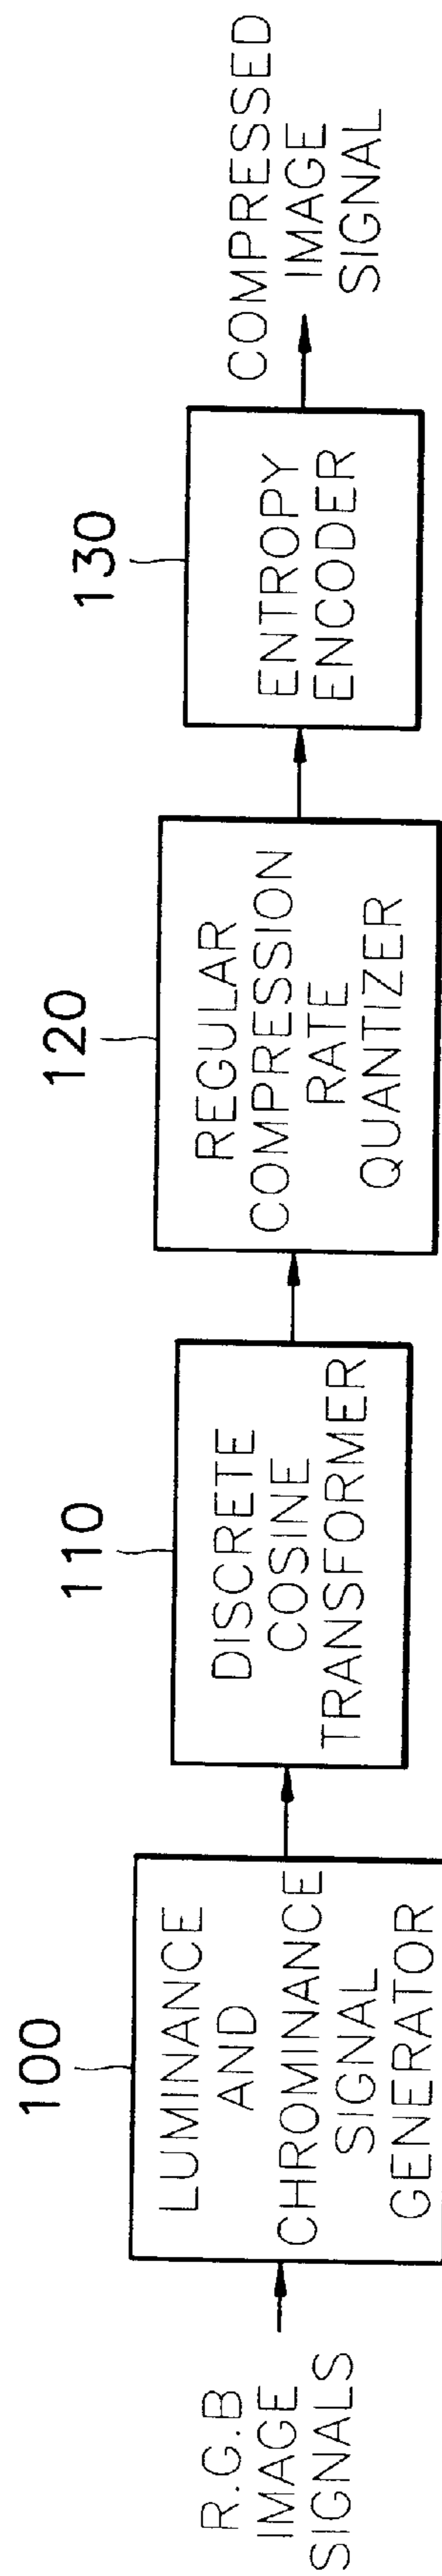 R.G.B
IMAGE
SIGNALS
100
LUMINANCE
AND
CHROMINANCE
SIGNAL
GENERATOR
110
DISCRETE
COSINE
TRANSFORMER
120
REGULAR
COMPRESSION
RATE
QUANTIZER
130
ENTROPY
ENCODER
COMPRESSED
IMAGE
SIGNAL